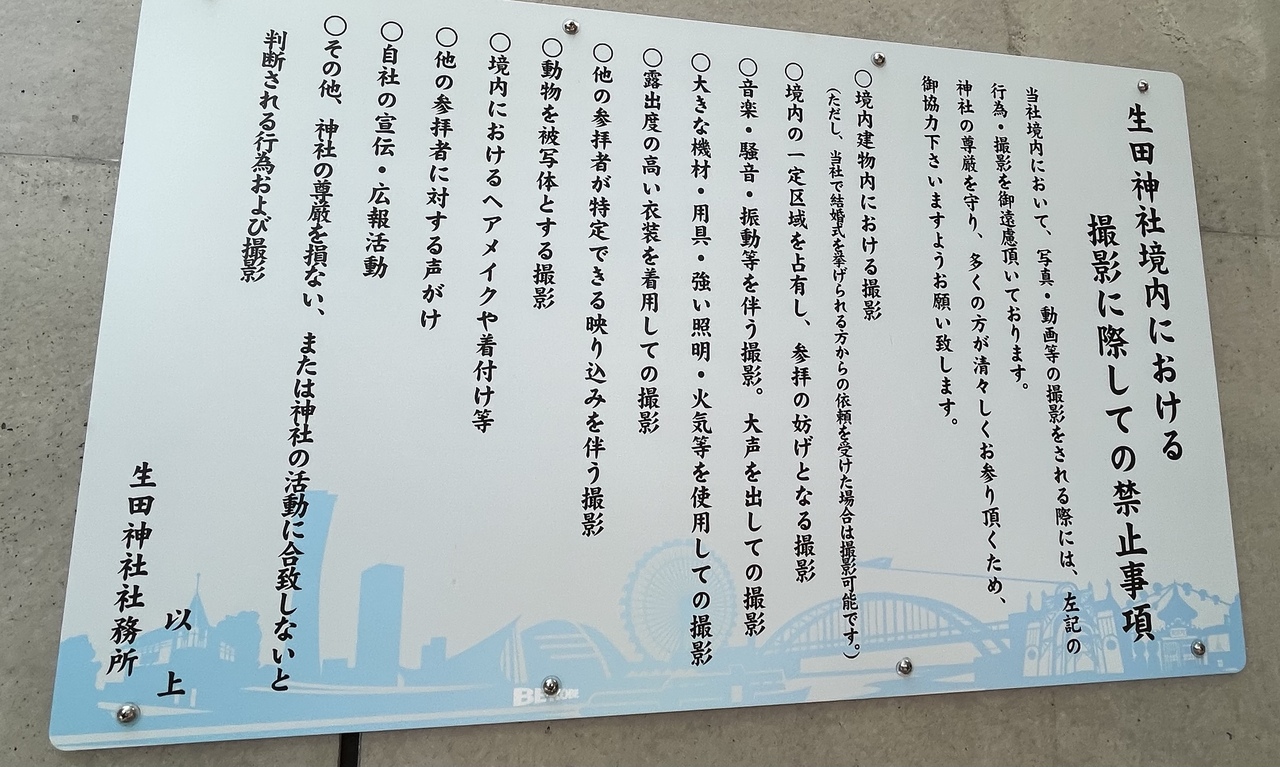 生田神社境内における
撮影に際しての禁止事項
当社境内において、写真・動画等の撮影をされる際には、左記の
行為・撮影を御遠慮頂いております。
神社の尊厳を守り、多くの方が清々しくお参り頂くため、
御協力下さいますようお願い致します。
○境内建物内における撮影
(ただし、当社で結婚式を挙げられる方からの依頼を受けた場合は撮影可能です。)
○境内の一定区域を占有し、参拝の妨げとなる撮影
○音楽・騒音・振動等を伴う撮影。大声を出しての撮影
○大きな機材・用具・強い照明・火気等を使用しての撮影
○露出度の高い衣装を着用しての撮影
○他の参拝者が特定できる映り込みを伴う撮影
○動物を被写体とする撮影
○境内におけるヘアメイクや着付け等
○他の参拝者に対する声がけ
○自社の宣伝・広報活動
○その他、神社の尊厳を損ない、または神社の活動に合致しないと
判断される行為および撮影
以上
生田神社社務所
BE KOBE